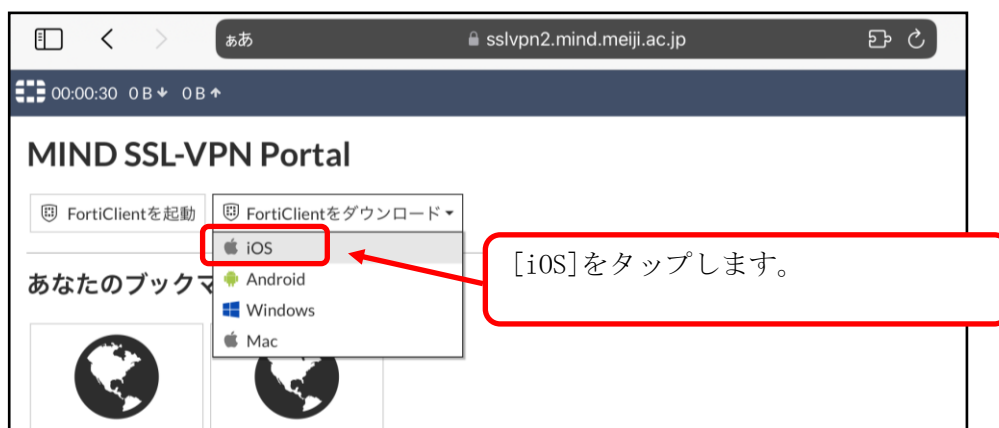 ぁあ sslvpn2.mind.meiji.ac.jp
00:00:30 0 B 0 B
MIND SSL-VPN Portal
FortiClientを起動 FortiClientをダウンロード
iOS
[iOS]をタップします。
あなたのブックマ
Android
Windows
Mac